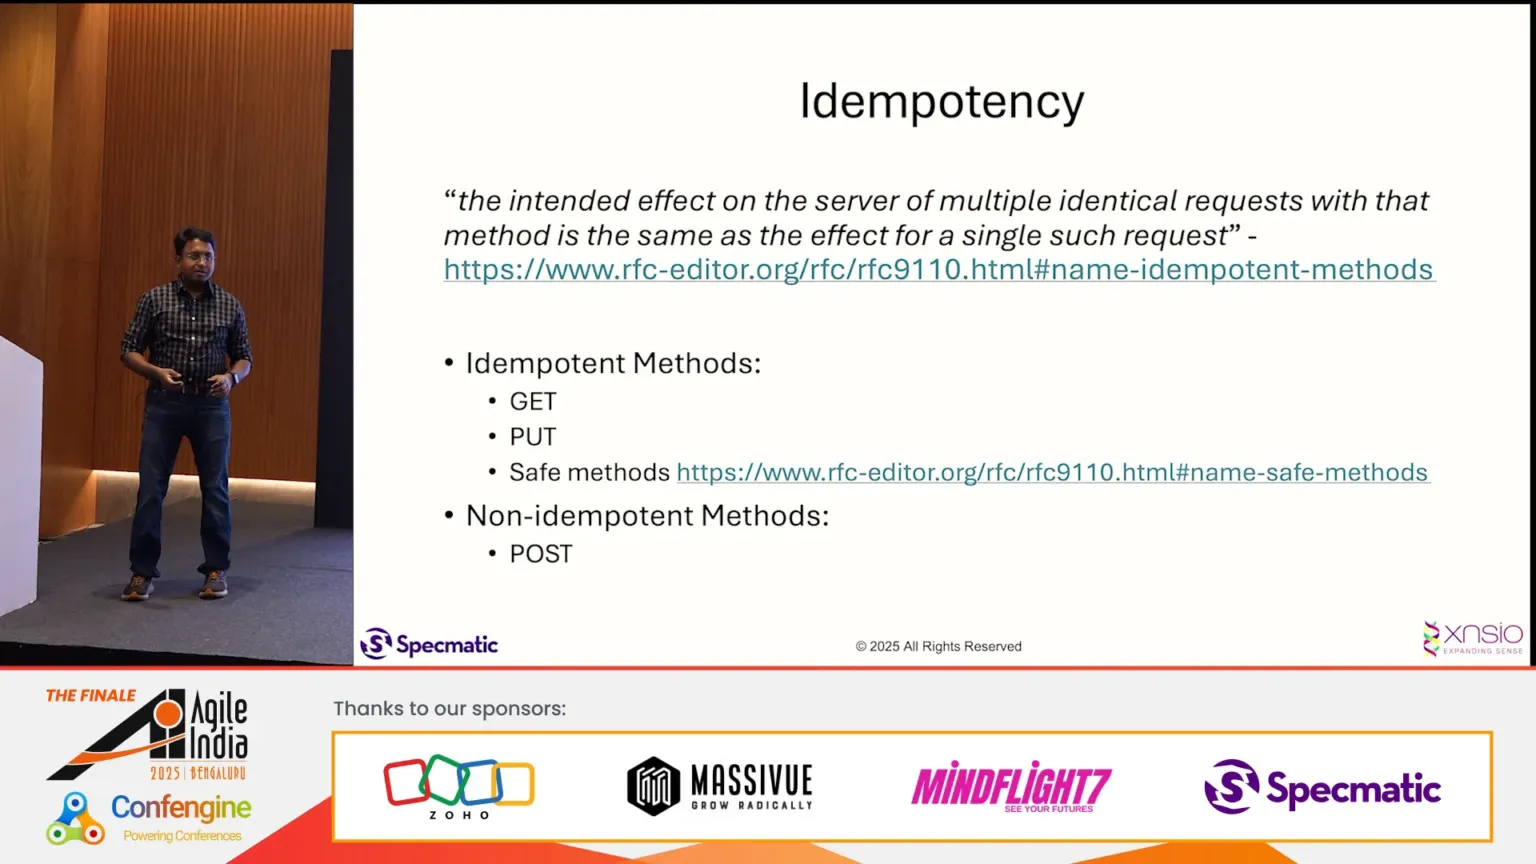 Idempotency
“the intended effect on the server of multiple identical requests with that
method is the same as the effect for a single such request” -
https://www.rfc-editor.org/rfc/rfc9110.html#name-idempotent-methods
• Idempotent Methods:
• GET
• PUT
• Safe methods https://www.rfc-editor.org/rfc/rfc9110.html#name-safe-methods
• Non-idempotent Methods:
• POST
Specmatic
© 2025 All Rights Reserved
xnsio
EXPANDING SENSE
THE FINALE
Agile
India
2025 | BENGALURU
Confengine
Powering Conferences
Thanks to our sponsors:
ZOHO
MASSIVUE
GROW RADICALLY
MINDFLIGHT7
SEE YOUR FUTURES
Specmatic